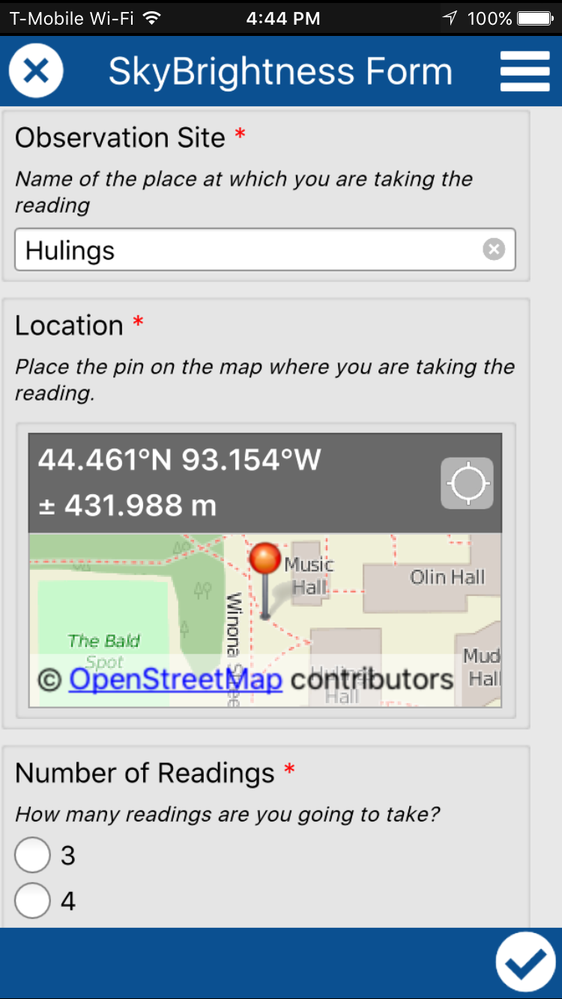 T-Mobile Wi-Fi 4:44 PM 100%
SkyBrightness Form
Observation Site *
Name of the place at which you are taking the
reading
Hulings
Location *
Place the pin on the map where you are taking the
reading.
44.461°N 93.154°W
± 431.988 m
Music
Hall
Olin Hall
Winona Stree
The Bald
Spot
Mud
Hall
© OpenStreetMap contributors
Hulings
Hall
Number of Readings *
How many readings are you going to take?
3
4